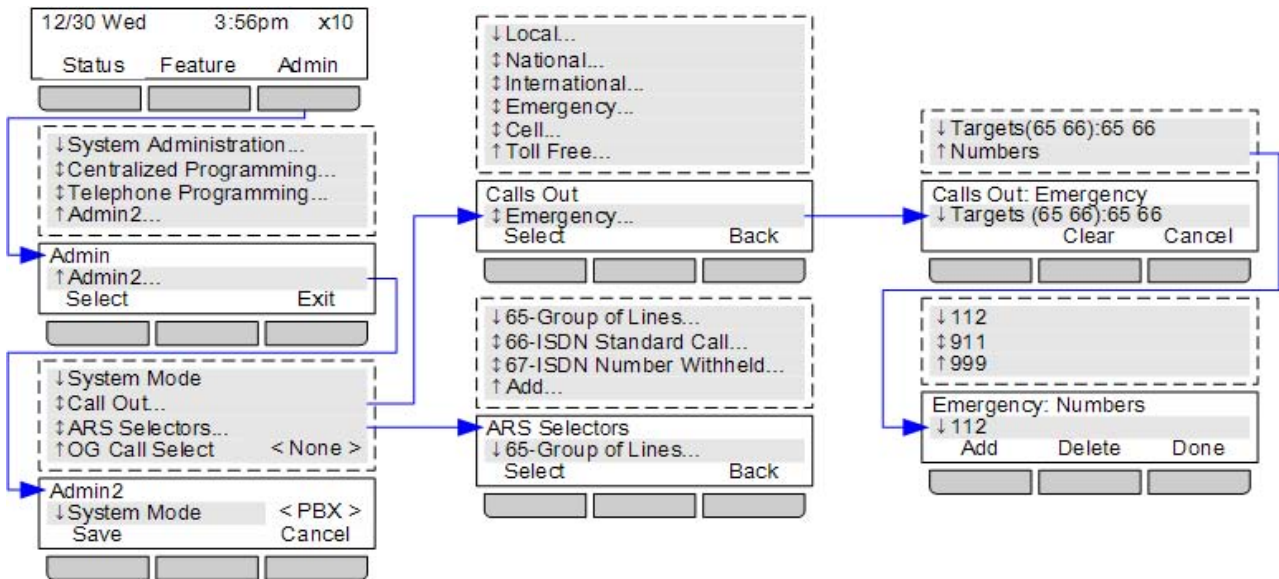 12/30 Wed 3:56pm x10
Status Feature Admin
↓System Administration...
↕Centralized Programming...
↕Telephone Programming...
↑Admin2...
Admin
↑Admin2...
Select Exit
↓System Mode
↕Call Out...
↕ARS Selectors...
↑OG Call Select < None >
Admin2
↓System Mode < PBX >
Save Cancel
↓Local...
↕National...
↕International...
↕Emergency...
↕Cell...
↑Toll Free...
Calls Out
↕Emergency...
Select Back
↓65-Group of Lines...
↕66-ISDN Standard Call...
↕67-ISDN Number Withheld...
↑Add...
ARS Selectors
↓65-Group of Lines...
Select Back
↓Targets(65 66):65 66
↑Numbers
Calls Out: Emergency
↓Targets (65 66):65 66
Clear Cancel
↓112
↕911
↑999
Emergency: Numbers
↓112
Add Delete Done